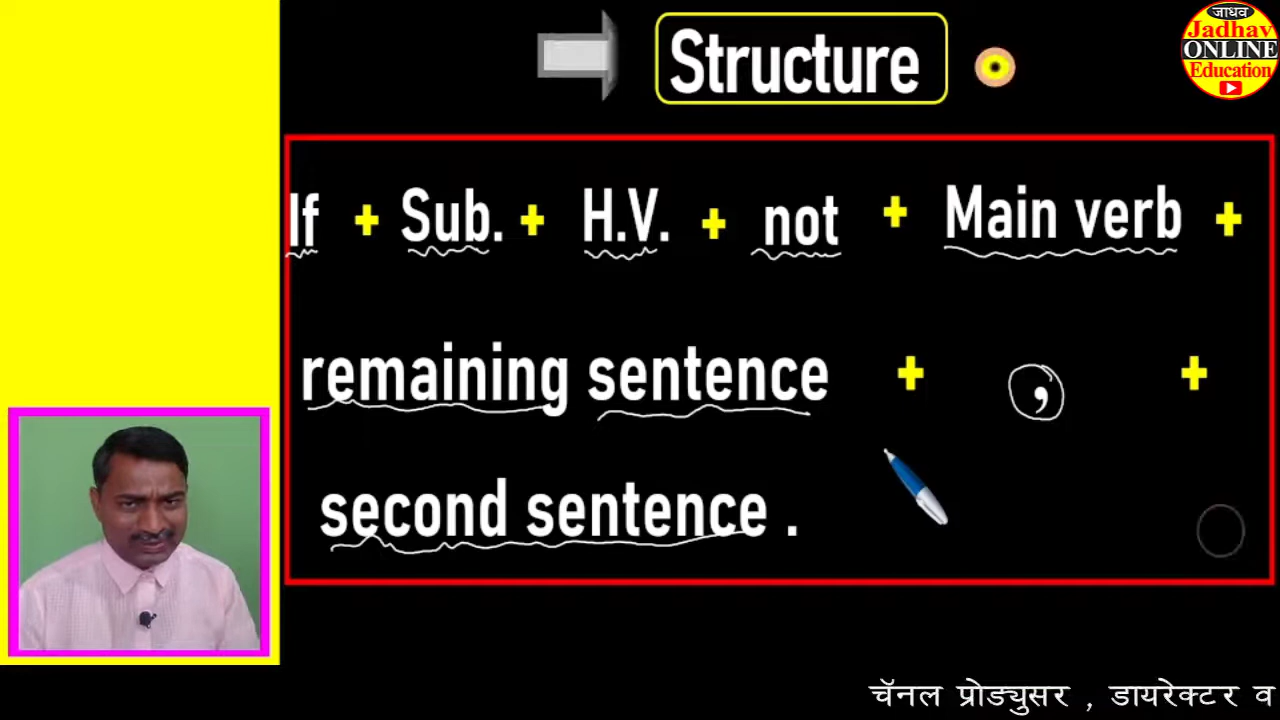 Structure
जाधव
Jadhav
ONLINE
Education
If + Sub. + H.V. + not + Main verb +
remaining sentence + , +
second sentence .
चॅनल प्रोड्युसर , डायरेक्टर व